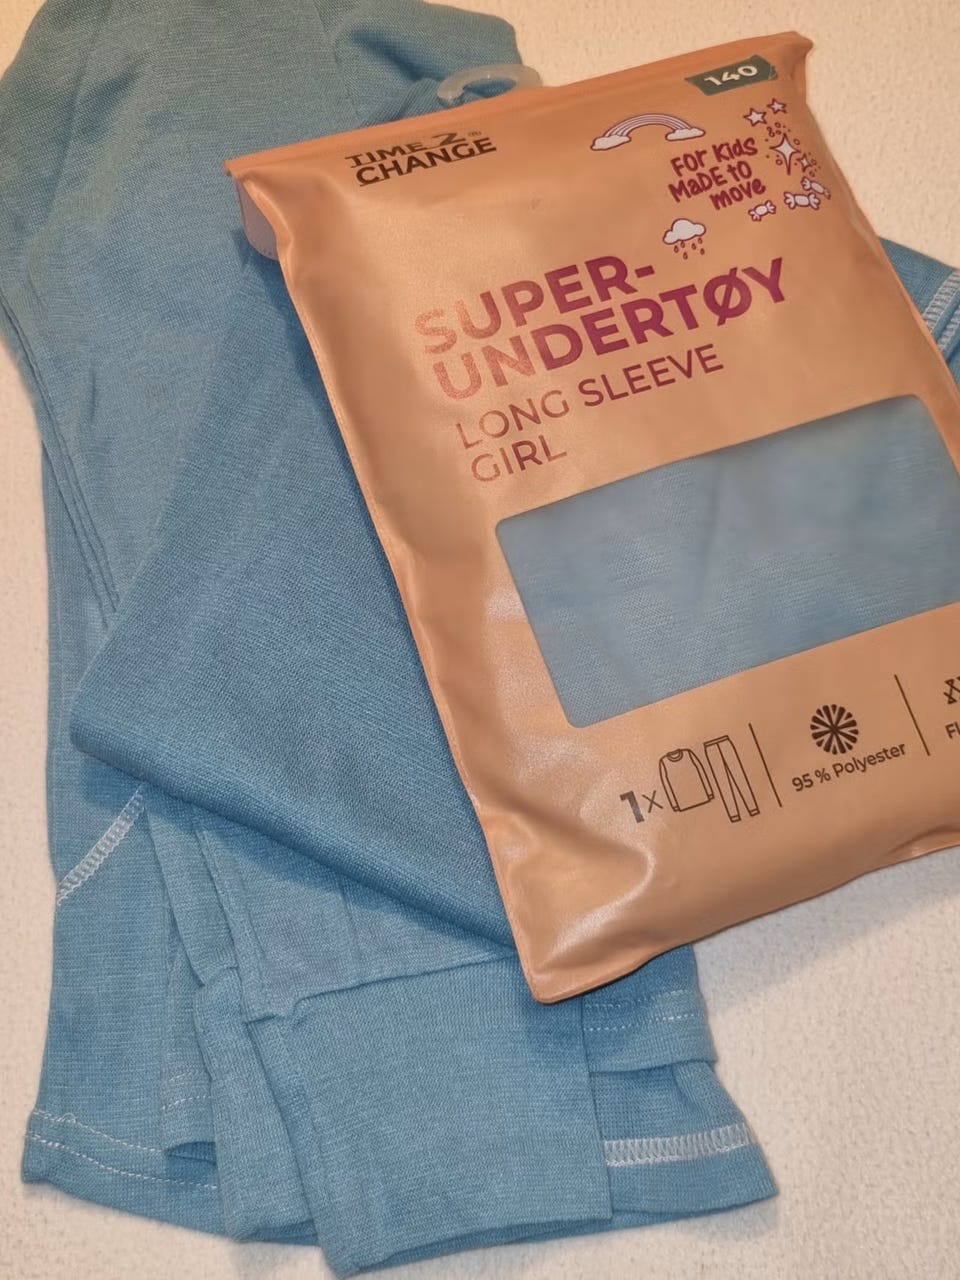 140
TIME 2®
CHANGE
FOr KidS
MaDE to
move
SUPER-
UNDERTØY
LONG SLEEVE
GIRL
1x
95 % Polyester